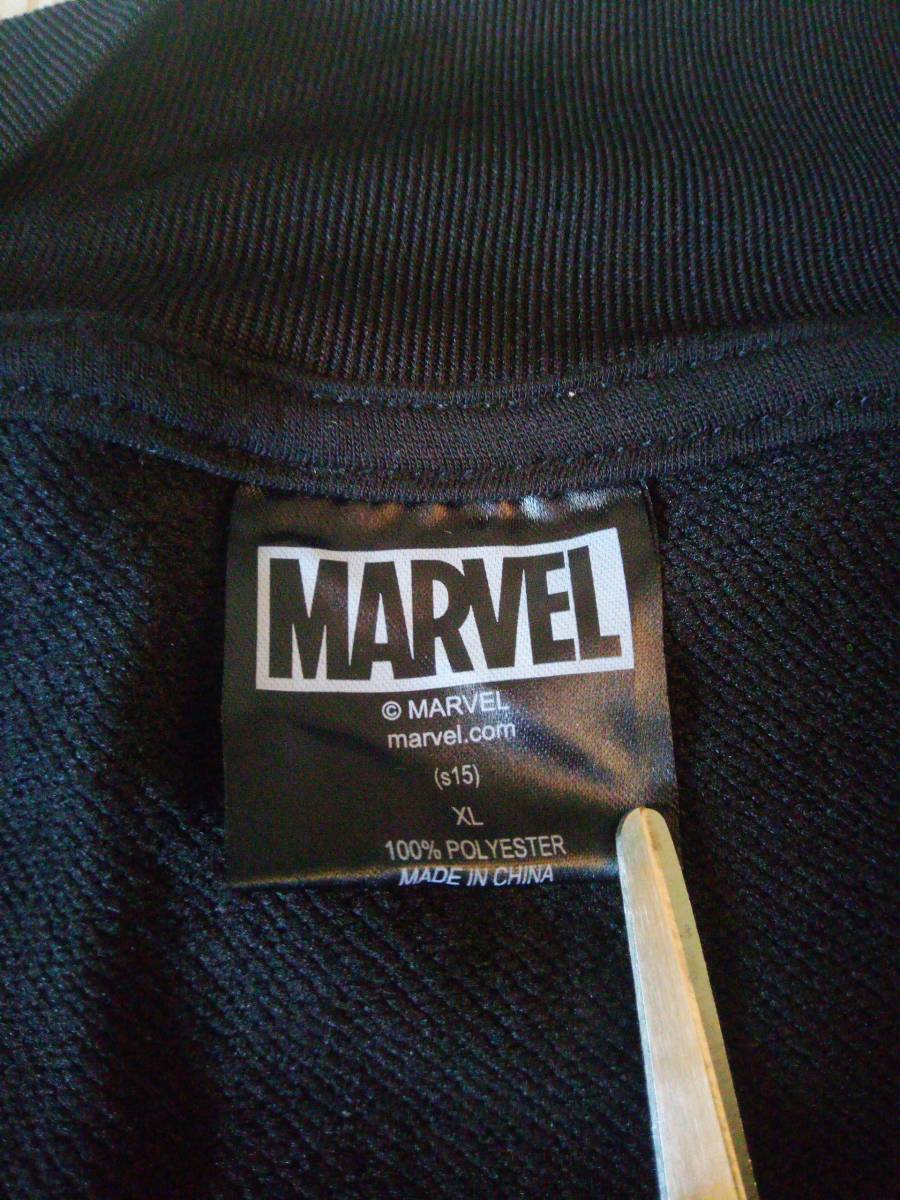 MARVEL
© MARVEL
marvel.com
(s15)
XL
100% POLYESTER
MADE IN CHINA